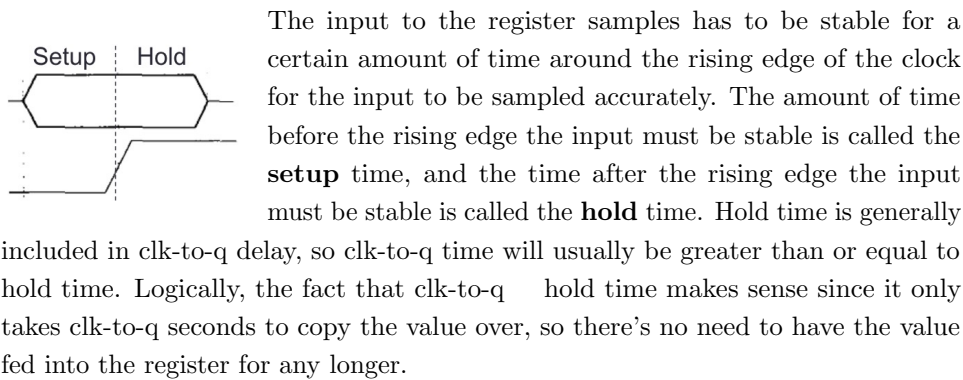 Setup Hold
The input to the register samples has to be stable for a
certain amount of time around the rising edge of the clock
for the input to be sampled accurately. The amount of time
before the rising edge the input must be stable is called the
setup time, and the time after the rising edge the input
must be stable is called the hold time. Hold time is generally
included in clk-to-q delay, so clk-to-q time will usually be greater than or equal to
hold time. Logically, the fact that clk-to-q hold time makes sense since it only
takes clk-to-q seconds to copy the value over, so there's no need to have the value
fed into the register for any longer.